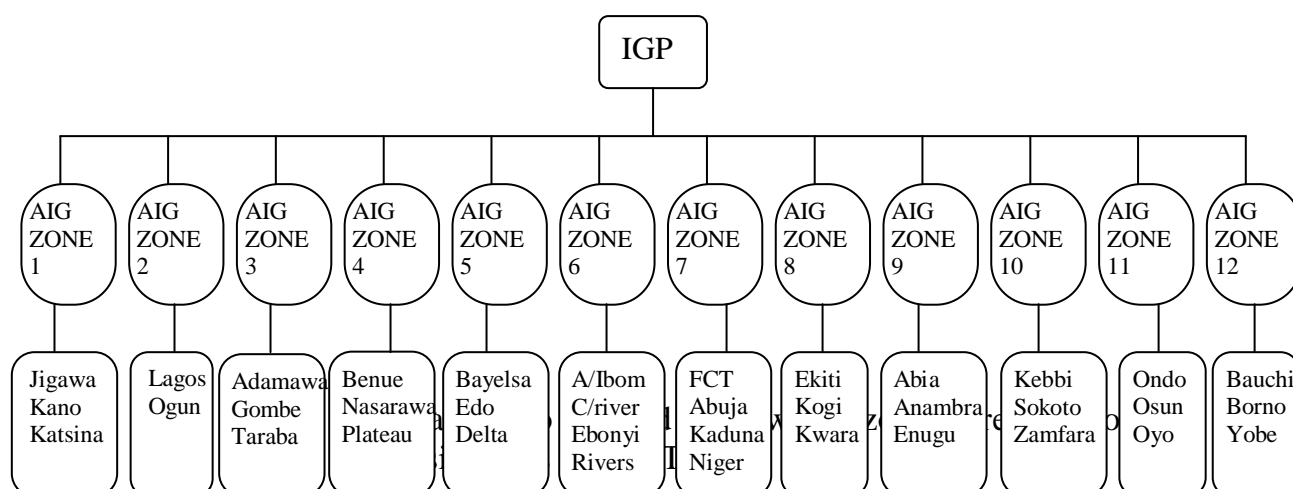 IGP
AIG
ZONE
1
AIG
ZONE
2
AIG
ZONE
3
AIG
ZONE
4
AIG
ZONE
5
AIG
ZONE
6
AIG
ZONE
7
AIG
ZONE
8
AIG
ZONE
9
AIG
ZONE
10
AIG
ZONE
11
AIG
ZONE
12
Jigawa
Kano
Katsina
Lagos
Ogun
Adamawa
Gombe
Taraba
Benue
Nasarawa
Plateau
Bayelsa
Edo
Delta
A/Ibom
C/river
Ebonyi
Rivers
FCT
Abuja
Kaduna
Niger
Ekiti
Kogi
Kwara
Abia
Anambra
Enugu
Kebbi
Sokoto
Zamfara
Ondo
Osun
Oyo
Bauchi
Borno
Yobe